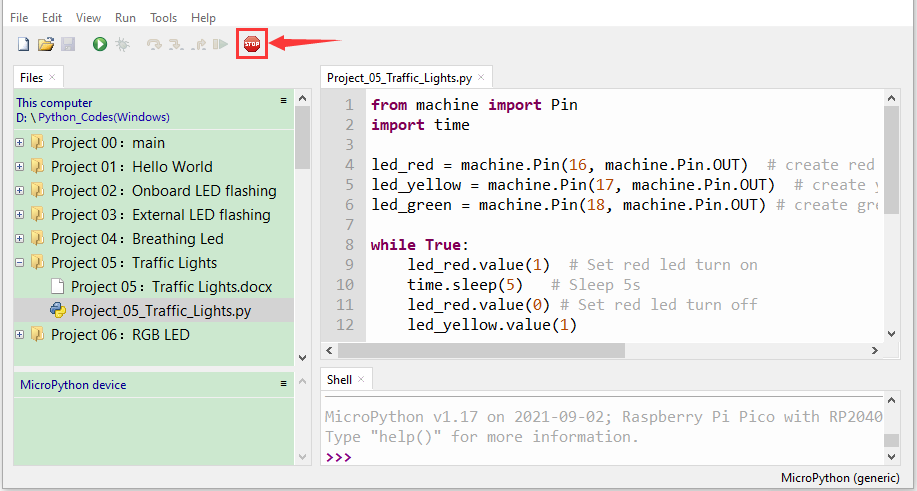 File Edit View Run Tools Help
STOP
Files
This computer
D: \ Python_Codes(Windows)
Project 00：main
Project 01：Hello World
Project 02：Onboard LED flashing
Project 03：External LED flashing
Project 04：Breathing Led
Project 05：Traffic Lights
Project 05：Traffic Lights.docx
Project_05_Traffic_Lights.py
Project 06：RGB LED
MicroPython device
Project_05_Traffic_Lights.py
1 from machine import Pin
2 import time
3
4 led_red = machine.Pin(16, machine.Pin.OUT)  # create red
5 led_yellow = machine.Pin(17, machine.Pin.OUT)  # create y
6 led_green = machine.Pin(18, machine.Pin.OUT) # create gre
7
8 while True:
9     led_red.value(1)  # Set red led turn on
10     time.sleep(5)   # Sleep 5s
11     led_red.value(0) # Set red led turn off
12     led_yellow.value(1)
Shell
MicroPython v1.17 on 2021-09-02; Raspberry Pi Pico with RP2040
Type "help()" for more information.
>>>
MicroPython (generic)